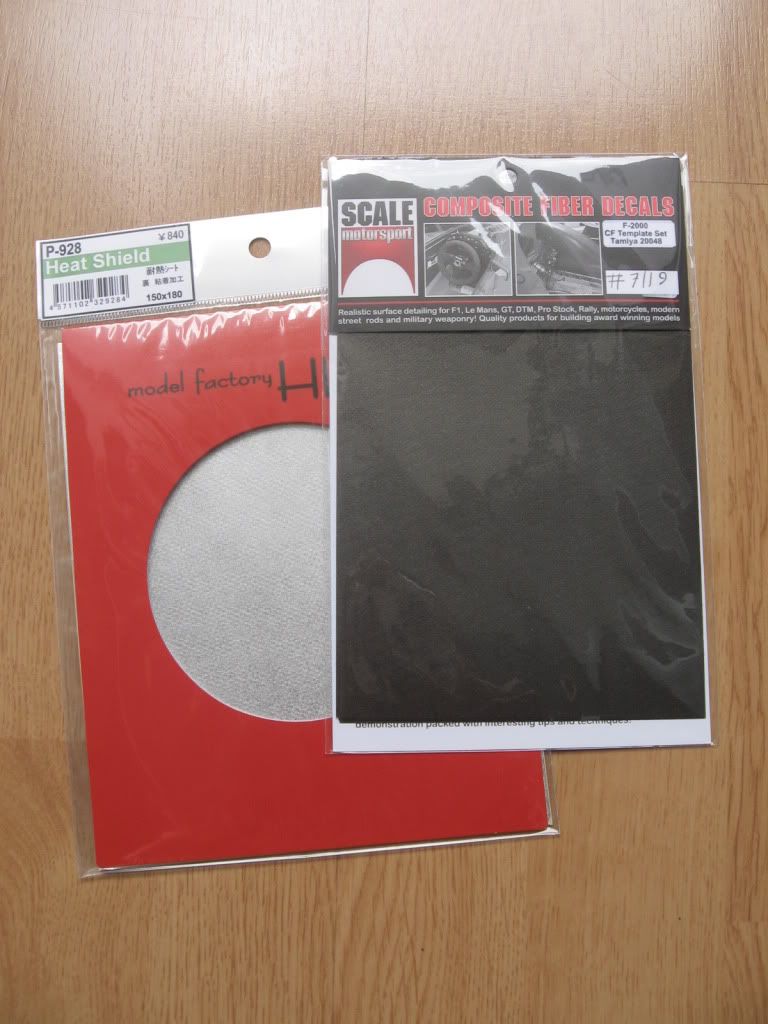 P-928
¥840
Heat Shield
耐熱シート
裏 粘着加工
4 571102 329264
150x180
model factory
SCALE
motorsport
COMPOSITE FIBER DECALS
F-2000
CF Template Set
Tamiya 20048
#7119
Realistic surface detailing for F1, Le Mans, GT, DTM, Pro Stock, Rally, motorcycles, modern
street rods and military weaponry! Quality products for building award winning models
demonstration packed with interesting tips and techniques!